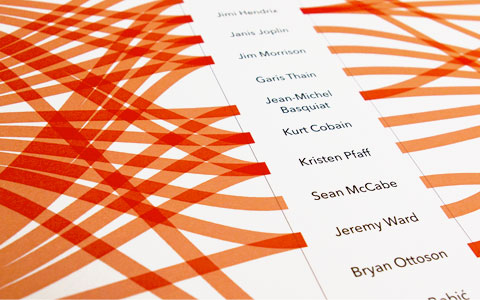 Jimi Hendrix
Janis Joplin
Jim Morrison
Garis Thain
Jean-Michel
Basquiat
Kurt Cobain
Kristen Pfaff
Sean McCabe
Jeremy Ward
Bryan Ottoson